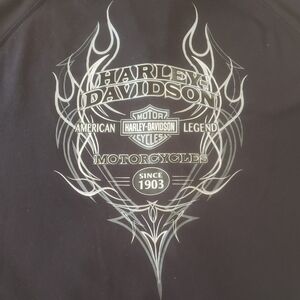 HARLEY-
DAVIDSON
MOTOR
AMERICAN HARLEY-DAVIDSON LEGEND
CYCLES
MOTORCYCLES
SINCE
1903